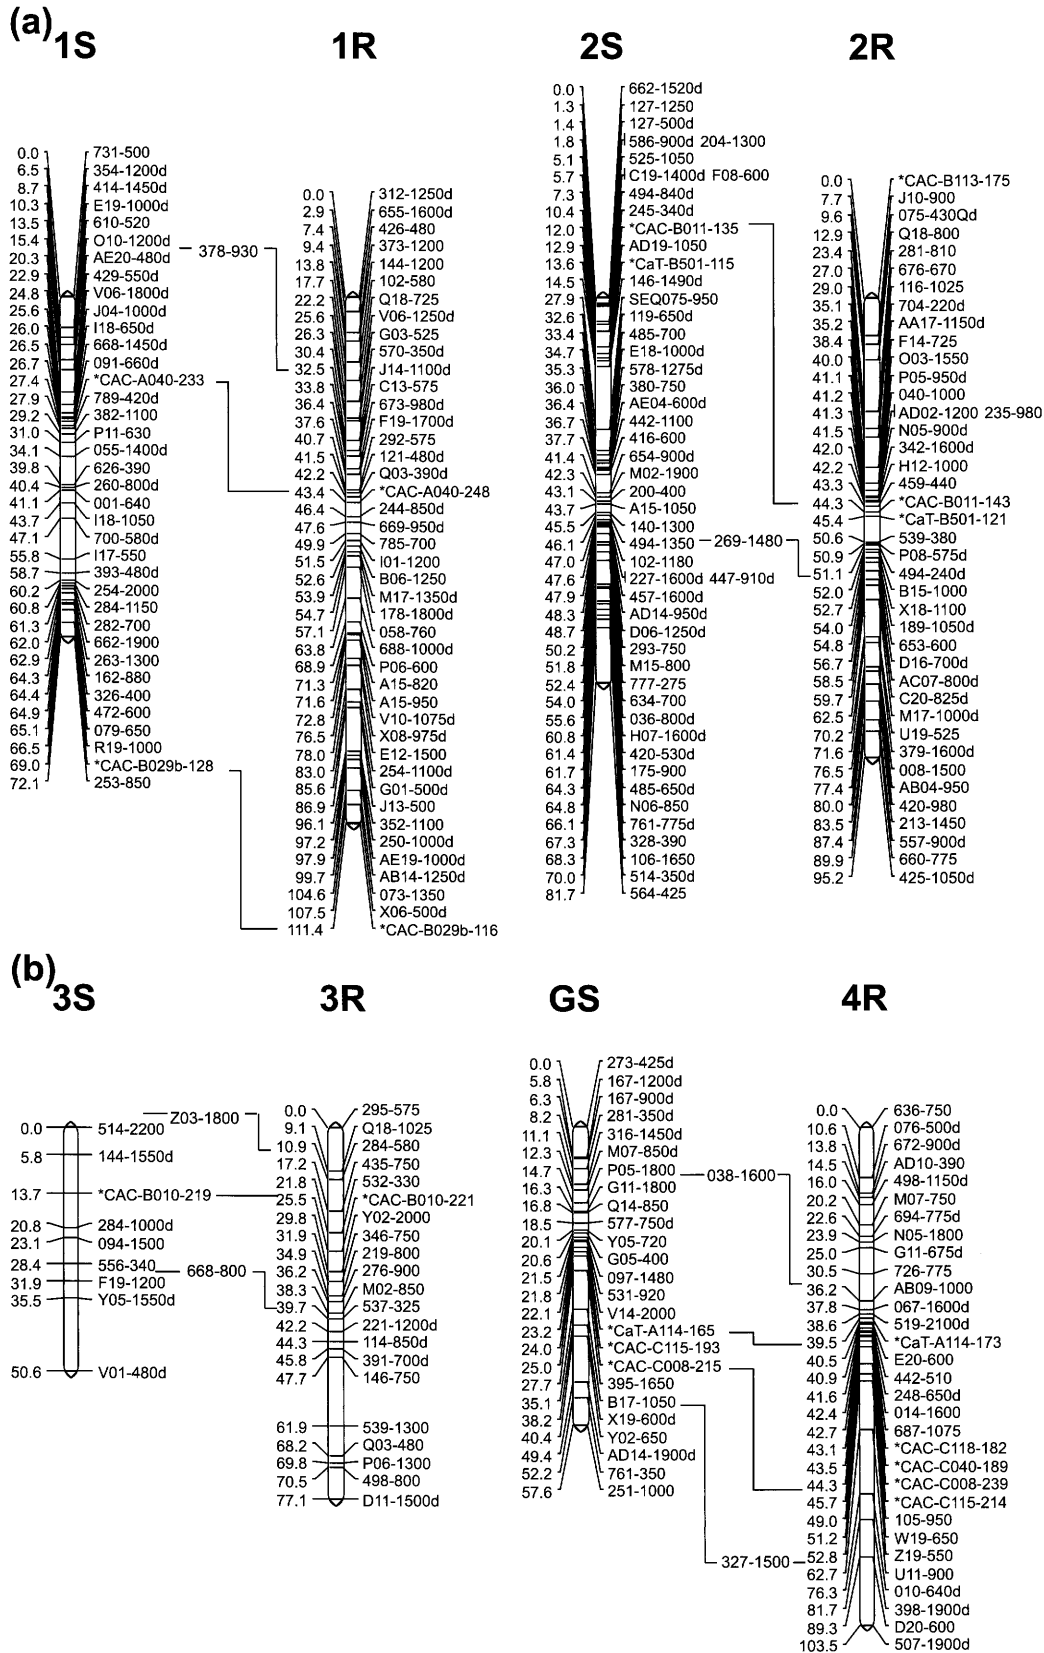 (a)
1S
0.0 731-500
6.5 354-1200d
8.7 414-1450d
10.3 E19-1000d
13.5 610-520
15.4 O10-1200d
20.3 AE20-480d
22.9 429-550d
24.8 V06-1800d
25.6 J04-1000d
26.0 I18-650d
26.5 668-1450d
26.7 091-660d
27.4 *CAC-A040-233
27.9 789-420d
29.2 382-1100
31.0 P11-630
34.1 055-1400d
39.8 626-390
40.4 260-800d
41.1 001-640
43.7 I18-1050
47.1 700-580d
55.8 I17-550
58.7 393-480d
60.2 254-2000
60.8 284-1150
61.3 282-700
62.0 662-1900
62.9 263-1300
64.3 162-880
64.4 326-400
64.9 472-600
65.1 079-650
66.5 R19-1000
69.0 *CAC-B029b-128
72.1 253-850
378-930
1R
0.0 312-1250d
2.9 655-1600d
7.4 426-480
9.4 373-1200
13.8 144-1200
17.7 102-580
22.2 Q18-725
25.6 V06-1250d
26.3 G03-525
30.4 570-350d
32.5 J14-1100d
33.8 C13-575
36.4 673-980d
37.6 F19-1700d
40.7 292-575
41.5 121-480d
42.2 Q03-390d
43.4 *CAC-A040-248
46.4 244-850d
47.6 669-950d
49.9 785-700
51.5 I01-1200
52.6 B06-1250
53.9 M17-1350d
54.7 178-1800d
57.1 058-760
63.8 688-1000d
68.9 P06-600
71.3 A15-820
71.6 A15-950
72.8 V10-1075d
76.5 X08-975d
78.0 E12-1500
83.0 254-1100d
85.6 G01-500d
86.9 J13-500
96.1 352-1100
97.2 250-1000d
97.9 AE19-1000d
99.7 AB14-1250d
104.6 073-1350
107.5 X06-500d
111.4 *CAC-B029b-116
2S
0.0 662-1520d
1.3 127-1250
1.4 127-500d
1.8 586-900d 204-1300
5.1 525-1050
5.7 C19-1400d F08-600
7.3 494-840d
10.4 245-340d
12.0 *CAC-B011-135
12.9 AD19-1050
13.6 *CaT-B501-115
14.5 146-1490d
27.9 SEQ075-950
32.6 119-650d
33.4 485-700
34.7 E18-1000d
35.3 578-1275d
36.0 380-750
36.2 AE04-600d
36.7 442-1100
37.7 416-600
41.4 654-900d
42.3 M02-1900
43.1 200-400
43.7 A15-1050
45.5 140-1300
46.1 494-1350
47.0 102-1180
47.6 227-1600d 447-910d
47.9 457-1600d
48.3 AD14-950d
48.7 D06-1250d
50.2 293-750
51.8 M15-800
52.4 777-275
54.0 634-700
55.6 036-800d
60.8 H07-1600d
61.4 420-530d
61.7 175-900
64.3 485-650d
64.8 N06-850
66.1 761-775d
67.3 328-390
68.3 106-1650
70.0 514-350d
81.7 564-425
269-1480
2R
0.0 *CAC-B113-175
7.7 J10-900
9.6 075-430Qd
12.9 Q18-800
23.4 281-810
27.0 676-670
29.0 116-1025
35.1 704-220d
35.2 AA17-1150d
38.4 F14-725
40.0 O03-1550
41.1 P05-950d
41.2 040-1000
41.3 AD02-1200 235-980
41.5 N05-900d
42.0 342-1600d
42.2 H12-1000
43.3 459-440
44.3 *CAC-B011-143
45.4 *CaT-B501-121
50.6 539-380
50.9 P08-575d
51.1 494-240d
52.0 B15-1000
52.7 X18-1100
54.0 189-1050d
54.8 653-600
56.7 D16-700d
58.5 AC07-800d
59.7 C20-825d
62.5 M17-1000d
70.2 U19-525
71.6 379-1600d
76.5 008-1500
77.4 AB04-950
80.0 420-980
83.5 213-1450
87.4 557-900d
89.9 660-775
95.2 425-1050d
(b)
3S
0.0 514-2200
5.8 144-1550d
13.7 *CAC-B010-219
20.8 284-1000d
23.1 094-1500
28.4 556-340
31.9 F19-1200
35.5 Y05-1550d
50.6 V01-480d
Z03-1800
668-800
3R
0.0 295-575
9.1 Q18-1025
10.9 284-580
17.2 435-750
21.8 532-330
25.5 *CAC-B010-221
29.8 Y02-2000
31.9 346-750
34.9 219-800
36.2 276-900
38.3 M02-850
39.7 537-325
42.2 221-1200d
44.3 114-850d
45.8 391-700d
47.7 146-750
61.9 539-1300
68.2 Q03-480
69.8 P06-1300
70.5 498-800
77.1 D11-1500d
GS
0.0 273-425d
5.8 167-1200d
6.3 167-900d
8.2 281-350d
11.1 316-1450d
12.3 M07-850d
14.7 P05-1800
16.3 G11-1800
16.8 Q14-850
18.5 577-750d
20.1 Y05-720
20.6 G05-400
21.5 097-1480
21.8 531-920
22.1 V14-2000
23.2 *CaT-A114-165
24.0 *CAC-C115-193
25.0 *CAC-C008-215
27.7 395-1650
35.1 B17-1050
38.2 X19-600d
40.4 Y02-650
49.4 AD14-1900d
52.2 761-350
57.6 251-1000
038-1600
327-1500
4R
0.0 636-750
10.6 076-500d
13.8 672-900d
14.5 AD10-390
16.0 498-1150d
20.2 M07-750
22.6 694-775d
23.9 N05-1800
25.0 G11-675d
30.5 726-775
36.2 AB09-1000
37.8 067-1600d
38.6 519-2100d
39.5 *CaT-A114-173
40.5 E20-600
40.9 442-510
41.6 248-650d
42.4 014-1600
42.7 687-1075
43.1 *CAC-C118-182
43.5 *CAC-C040-189
44.3 *CAC-C008-239
45.7 *CAC-C115-214
49.0 105-950
51.2 W19-650
52.8 Z19-550
62.7 U11-900
76.3 010-640d
81.7 398-1900d
89.3 D20-600
103.5 507-1900d